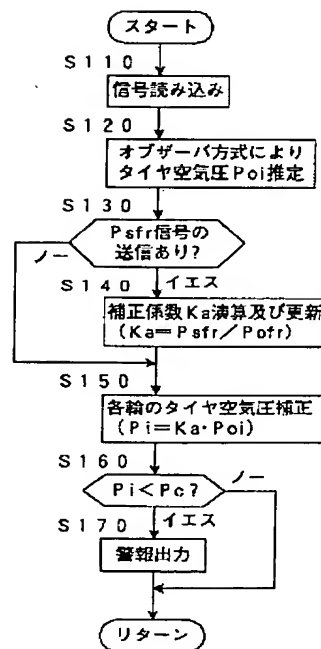 スタート
S110
信号読み込み
S120
オブザーバ方式により
タイヤ空気圧Poi推定
S130
Psfr信号の
送信あり?
ノー
イエス
S140
補正係数Ka演算及び更新
(Ka=Psfr/Pofr)
S150
各輪のタイヤ空気圧補正
(Pi=Ka・Poi)
S160
Pi<Pc?
ノー
イエス
S170
警報出力
リターン